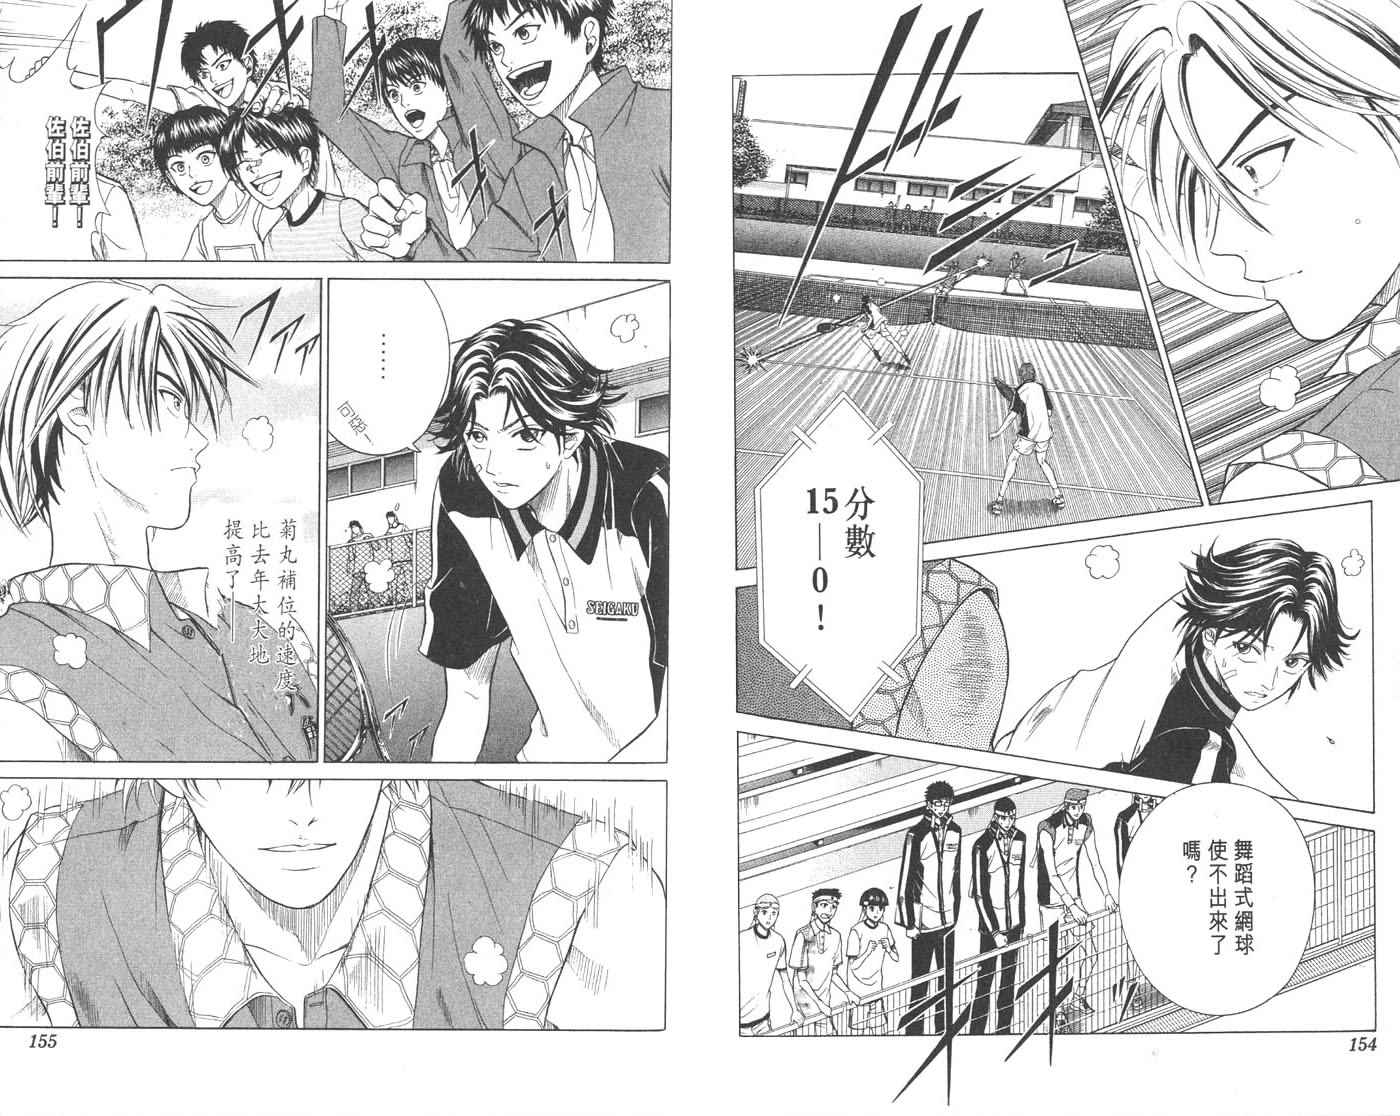 分數
15—0！
舞蹈式網球
使不出來了
嗎？
154
佐伯前輩！
佐伯前輩！
……
SEIGAKU
菊丸補位的速度
比去年大大地
提高了——
155